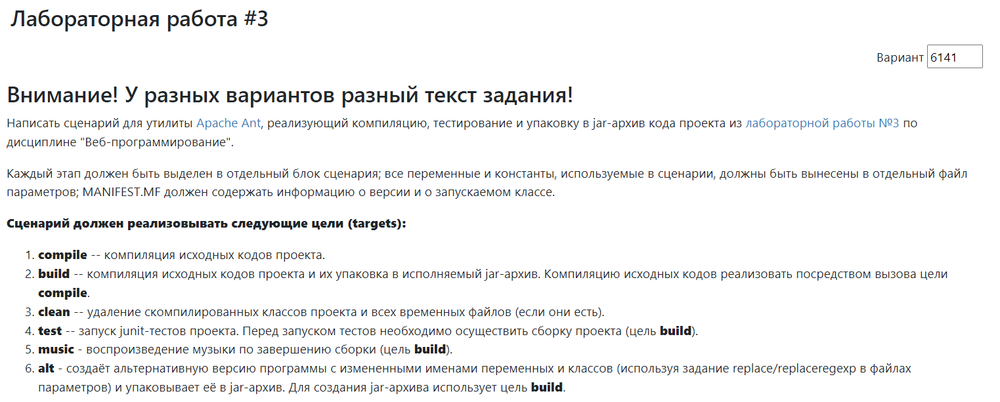 Лабораторная работа #3
Вариант 6141
Внимание! У разных вариантов разный текст задания!
Написать сценарий для утилиты Apache Ant, реализующий компиляцию, тестирование и упаковку в jar-архив кода проекта из лабораторной работы №3 по
дисциплине "Веб-программирование".
Каждый этап должен быть выделен в отдельный блок сценария; все переменные и константы, используемые в сценарии, должны быть вынесены в отдельный файл
параметров; MANIFEST.MF должен содержать информацию о версии и о запускаемом классе.
Сценарий должен реализовывать следующие цели (targets):
1. compile -- компиляция исходных кодов проекта.
2. build -- компиляция исходных кодов проекта и их упаковка в исполняемый jar-архив. Компиляцию исходных кодов реализовать посредством вызова цели
compile.
3. clean -- удаление скомпилированных классов проекта и всех временных файлов (если они есть).
4. test -- запуск junit-тестов проекта. Перед запуском тестов необходимо осуществить сборку проекта (цель build).
5. music - воспроизведение музыки по завершению сборки (цель build).
6. alt - создаёт альтернативную версию программы с измененными именами переменных и классов (используя задание replace/replaceregexp в файлах
параметров) и упаковывает её в jar-архив. Для создания jar-архива использует цель build.